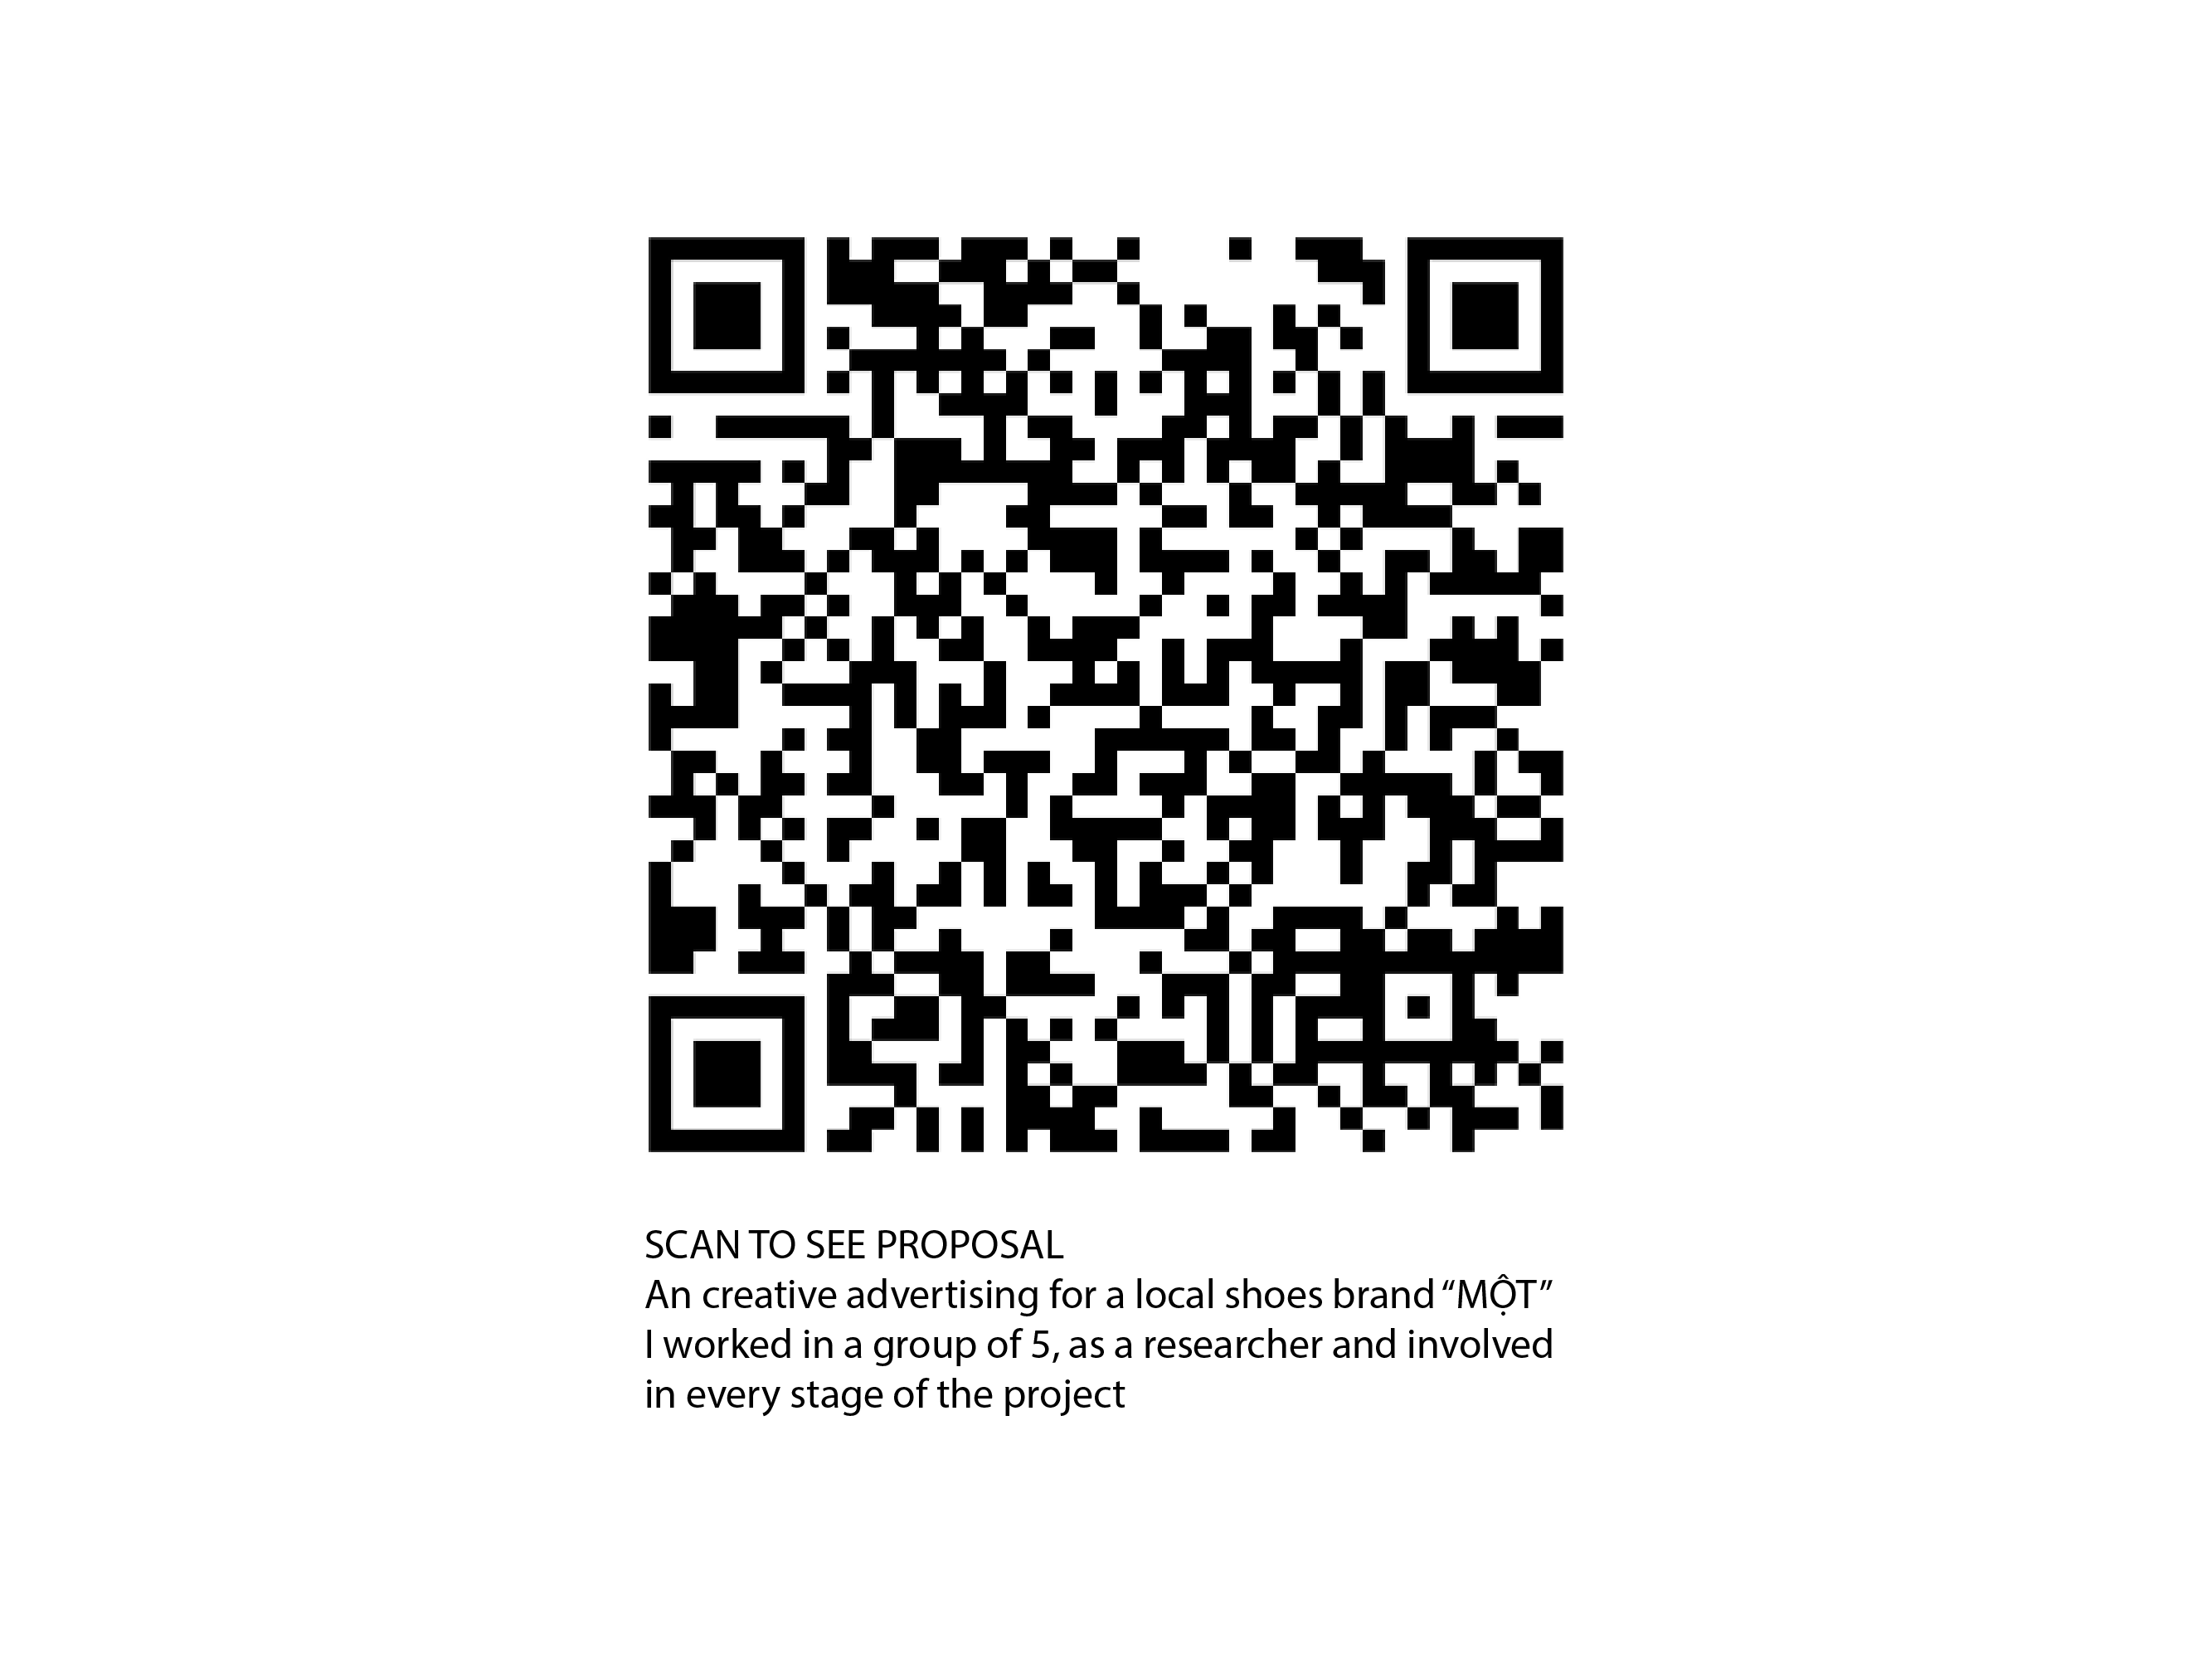 SCAN TO SEE PROPOSAL
An creative advertising for a local shoes brand “MỘT”
I worked in a group of 5, as a researcher and involved
in every stage of the project